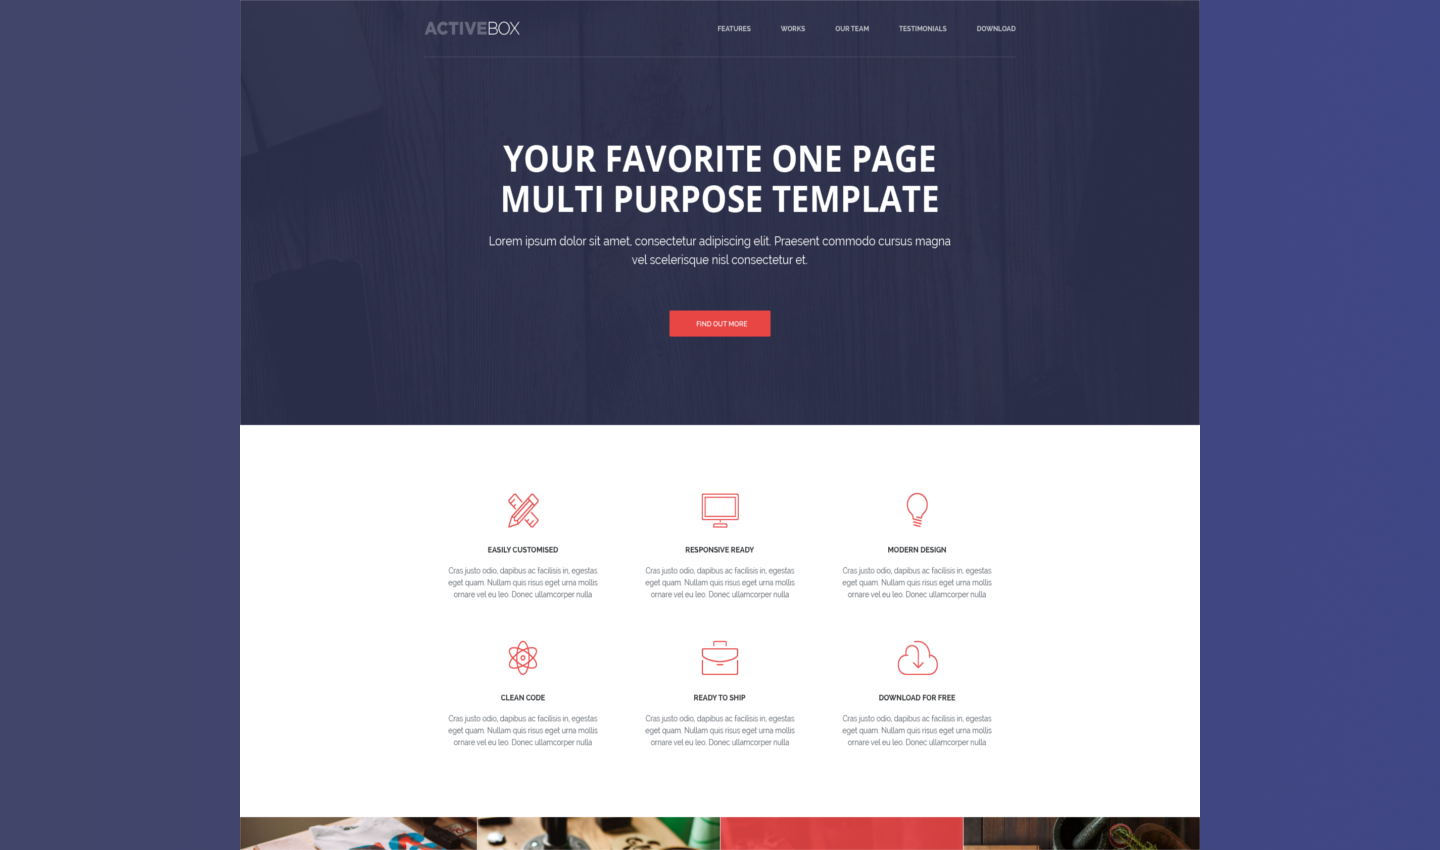 ACTIVEBOX
FEATURES WORKS OUR TEAM TESTIMONIALS DOWNLOAD
YOUR FAVORITE ONE PAGE
MULTI PURPOSE TEMPLATE
Lorem ipsum dolor sit amet, consectetur adipiscing elit. Praesent commodo cursus magna
vel scelerisque nisl consectetur et.
FIND OUT MORE
EASILY CUSTOMISED
Cras justo odio, dapibus ac facilisis in, egestas
eget quam. Nullam quis risus eget urna mollis
ornare vel eu leo. Donec ullamcorper nulla
RESPONSIVE READY
Cras justo odio, dapibus ac facilisis in, egestas
eget quam. Nullam quis risus eget urna mollis
ornare vel eu leo. Donec ullamcorper nulla
MODERN DESIGN
Cras justo odio, dapibus ac facilisis in, egestas
eget quam. Nullam quis risus eget urna mollis
ornare vel eu leo. Donec ullamcorper nulla
CLEAN CODE
Cras justo odio, dapibus ac facilisis in, egestas
eget quam. Nullam quis risus eget urna mollis
ornare vel eu leo. Donec ullamcorper nulla
READY TO SHIP
Cras justo odio, dapibus ac facilisis in, egestas
eget quam. Nullam quis risus eget urna mollis
ornare vel eu leo. Donec ullamcorper nulla
DOWNLOAD FOR FREE
Cras justo odio, dapibus ac facilisis in, egestas
eget quam. Nullam quis risus eget urna mollis
ornare vel eu leo. Donec ullamcorper nulla